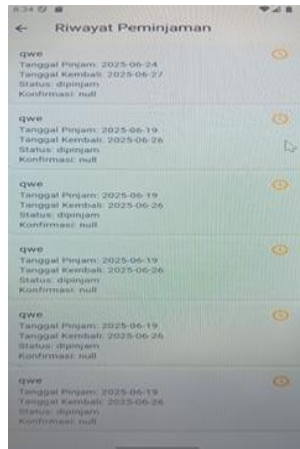 8:34
Riwayat Peminjaman
qwe
Tanggal Pinjam: 2025-06-24
Tanggal Kembali: 2025-06-27
Status: dipinjam
Konfirmasi: null
qwe
Tanggal Pinjam: 2025-06-19
Tanggal Kembali: 2025-06-26
Status: dipinjam
Konfirmasi: null
qwe
Tanggal Pinjam: 2025-06-19
Tanggal Kembali: 2025-06-26
Status: dipinjam
Konfirmasi: null
qwe
Tanggal Pinjam: 2025-06-19
Tanggal Kembali: 2025-06-26
Status: dipinjam
Konfirmasi: null
qwe
Tanggal Pinjam: 2025-06-19
Tanggal Kembali: 2025-06-26
Status: dipinjam
Konfirmasi: null
qwe
Tanggal Pinjam: 2025-06-19
Tanggal Kembali: 2025-06-26
Status: dipinjam
Konfirmasi: null